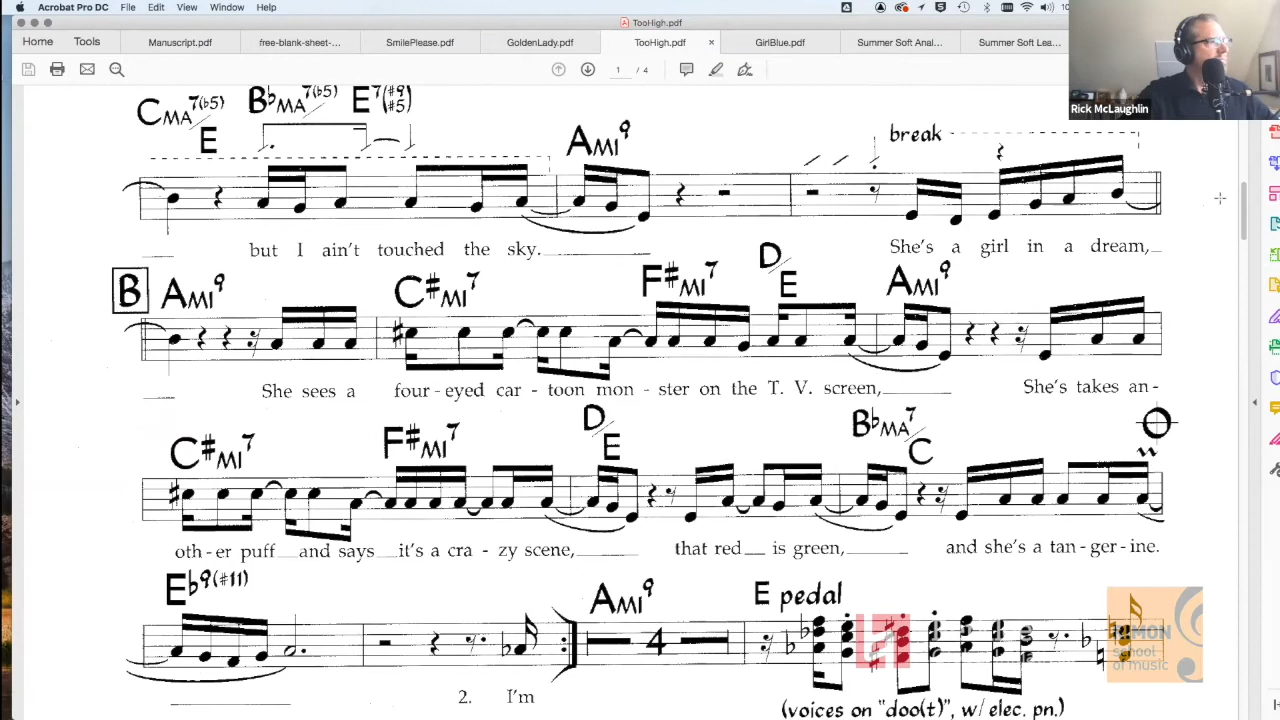 Acrobat Pro DC File Edit View Window Help
TooHigh.pdf
Home Tools Manuscript.pdf free-blank-sheet-... SmilePlease.pdf GoldenLady.pdf TooHigh.pdf × GirlBlue.pdf Summer Soft Anal... Summer Soft Lea...
1 / 4
Rick McLaughlin
CMA7(b5)/E BbMA7(b5) E7(#9 #5) AMI9 break
but I ain't touched the sky. She's a girl in a dream,
B AMI9 C#MI7 F#MI7 D/E AMI9
She sees a four-eyed car-toon mon-ster on the T. V. screen, She's takes an-
C#MI7 F#MI7 D/E BbMA7/C
oth-er puff and says it's a cra-zy scene, that red is green, and she's a tan-ger-ine.
Eb9(#11) AMI9 E pedal
4
2. I'm
(voices on "doo(t)", w/ elec. pn.)
school
of music